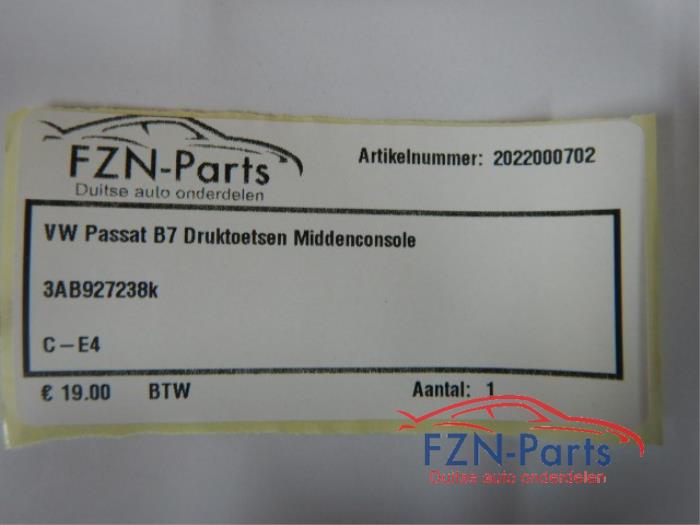 FZN-Parts
Duitse auto onderdelen
Artikelnummer: 2022000702
VW Passat B7 Druktoetsen Middenconsole
3AB927238k
C-E4
€ 19.00 BTW Aantal: 1
FZN-Parts
Duitse auto onderdelen